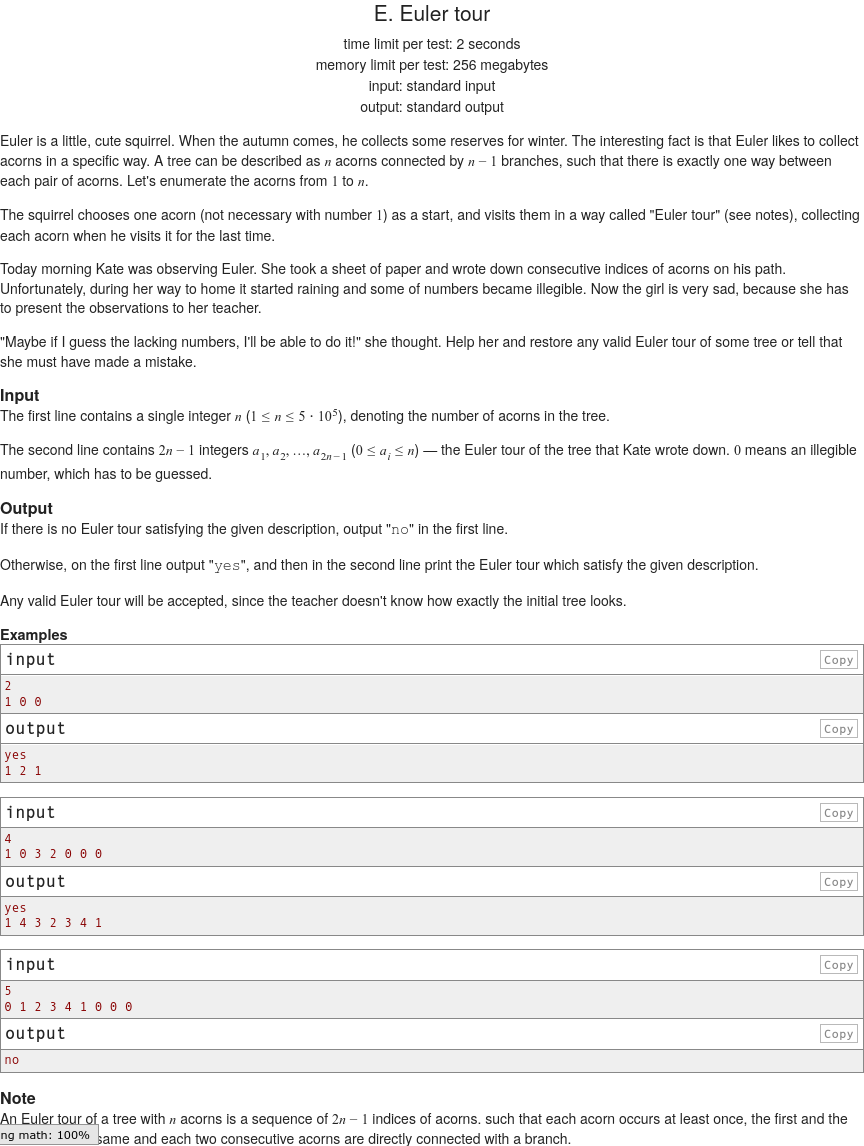 E. Euler tour
time limit per test: 2 seconds
memory limit per test: 256 megabytes
input: standard input
output: standard output
Euler is a little, cute squirrel. When the autumn comes, he collects some reserves for winter. The interesting fact is that Euler likes to collect
acorns in a specific way. A tree can be described as n acorns connected by n − 1 branches, such that there is exactly one way between
each pair of acorns. Let's enumerate the acorns from 1 to n.
The squirrel chooses one acorn (not necessary with number 1) as a start, and visits them in a way called "Euler tour" (see notes), collecting
each acorn when he visits it for the last time.
Today morning Kate was observing Euler. She took a sheet of paper and wrote down consecutive indices of acorns on his path.
Unfortunately, during her way to home it started raining and some of numbers became illegible. Now the girl is very sad, because she has
to present the observations to her teacher.
"Maybe if I guess the lacking numbers, I'll be able to do it!" she thought. Help her and restore any valid Euler tour of some tree or tell that
she must have made a mistake.
Input
The first line contains a single integer n (1 ≤ n ≤ 5 · 10⁵), denoting the number of acorns in the tree.
The second line contains 2n − 1 integers a₁, a₂, ..., a₂ₙ₋₁ (0 ≤ aᵢ ≤ n) — the Euler tour of the tree that Kate wrote down. 0 means an illegible
number, which has to be guessed.
Output
If there is no Euler tour satisfying the given description, output "no" in the first line.
Otherwise, on the first line output "yes", and then in the second line print the Euler tour which satisfy the given description.
Any valid Euler tour will be accepted, since the teacher doesn't know how exactly the initial tree looks.
Examples
input Copy
2
1 0 0
output Copy
yes
1 2 1
input Copy
4
1 0 3 2 0 0 0
output Copy
yes
1 4 3 2 3 4 1
input Copy
5
0 1 2 3 4 1 0 0 0
output Copy
no
Note
An Euler tour of a tree with n acorns is a sequence of 2n − 1 indices of acorns. such that each acorn occurs at least once, the first and the
ng math: 100% same and each two consecutive acorns are directly connected with a branch.